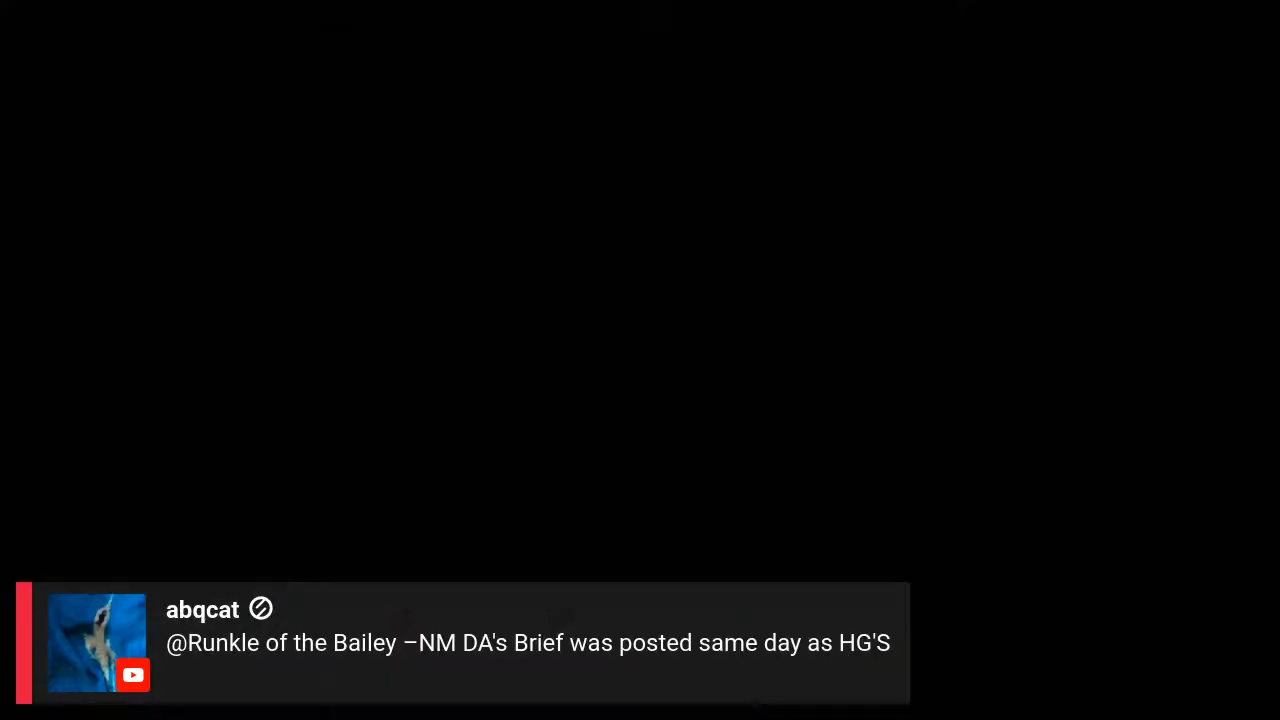 abqcat
@Runkle of the Bailey –NM DA's Brief was posted same day as HG'S